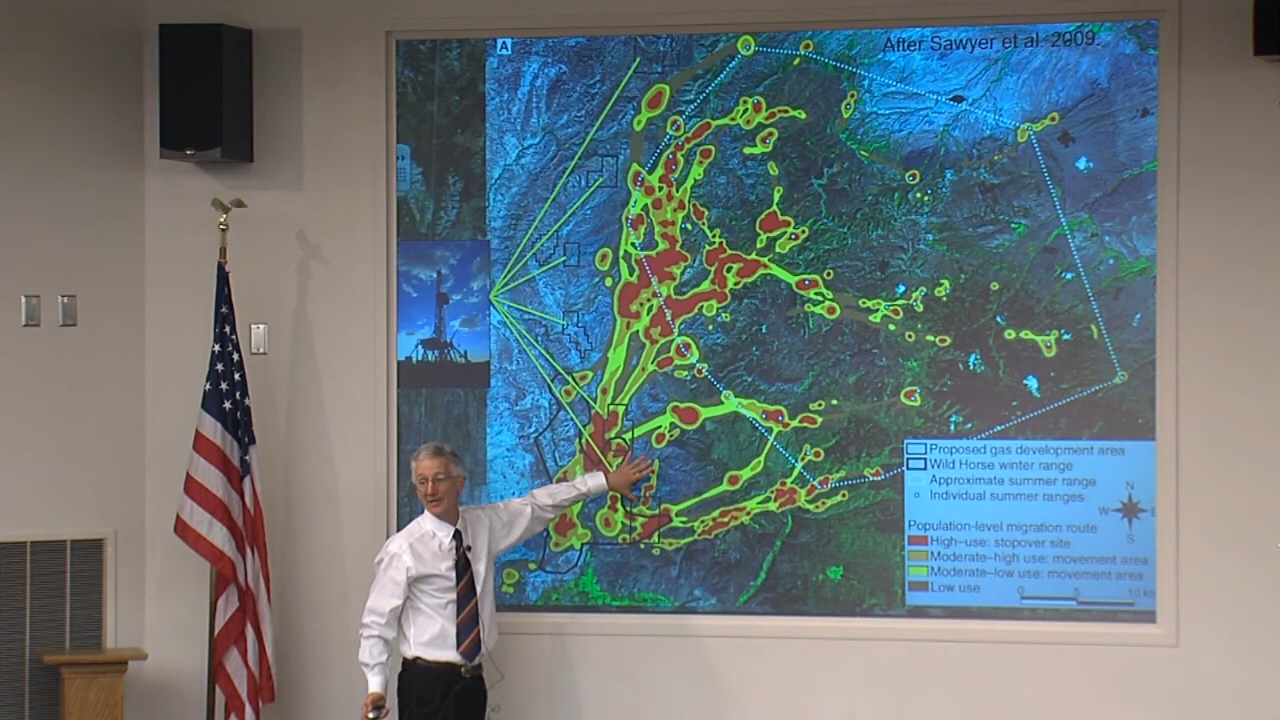 A
After Sawyer et al. 2009.
Proposed gas development area
Wild Horse winter range
Approximate summer range
Individual summer ranges
N
W
E
S
Population-level migration route
High-use: stopover site
Moderate-high use: movement area
Moderate-low use: movement area
Low use
0 5 10 km